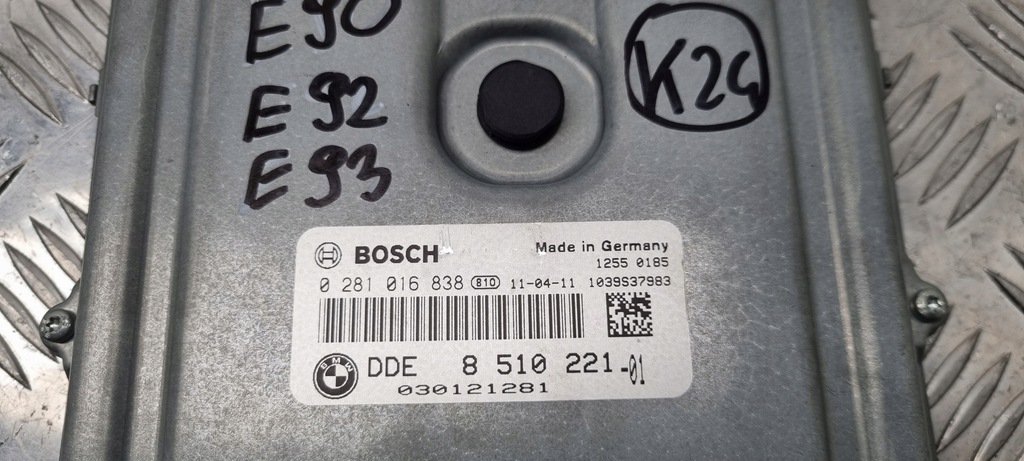 E90
E92
E93
K24
BOSCH
Made in Germany
1255 0185
0 281 016 838 810 11-04-11 1039S37983
BMW
DDE 8 510 221-01
030121281